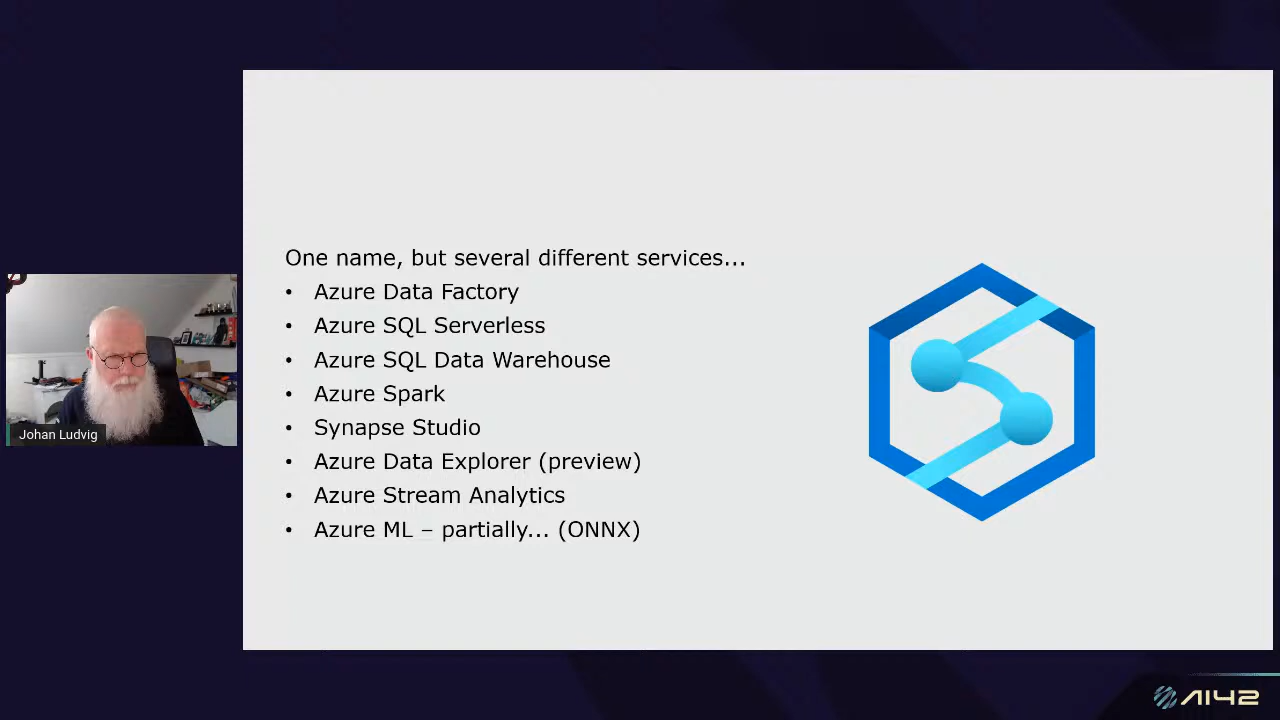 One name, but several different services...
• Azure Data Factory
• Azure SQL Serverless
• Azure SQL Data Warehouse
• Azure Spark
• Synapse Studio
• Azure Data Explorer (preview)
• Azure Stream Analytics
• Azure ML – partially... (ONNX)
Johan Ludvig
AI42